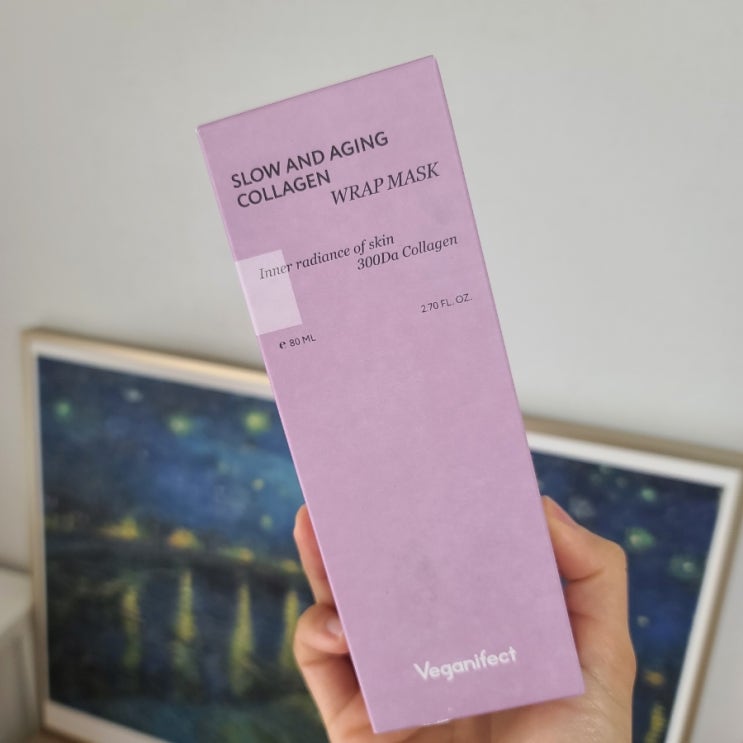 SLOW AND AGING
COLLAGEN
WRAP MASK
Inner radiance of skin
300Da Collagen
℮ 80 ML
2.70 FL. OZ.
Veganifect